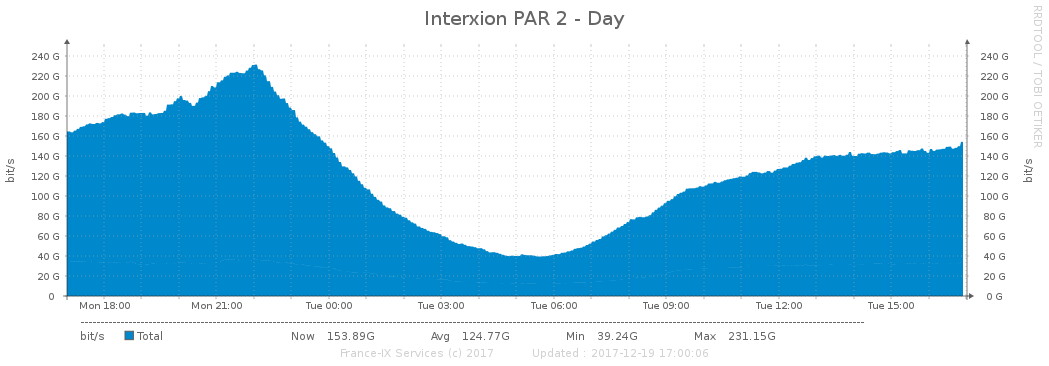 Interxion PAR 2 - Day
RRDTOOL / TOBI OETIKER
bit/s
240 G 240 G
220 G 220 G
200 G 200 G
180 G 180 G
160 G 160 G
140 G 140 G
120 G 120 G
100 G 100 G
80 G 80 G
60 G 60 G
40 G 40 G
20 G 20 G
0 0 G
bit/s
Mon 18:00 Mon 21:00 Tue 00:00 Tue 03:00 Tue 06:00 Tue 09:00 Tue 12:00 Tue 15:00
bit/s Total Now 153.89G Avg 124.77G Min 39.24G Max 231.15G
France-IX Services (c) 2017 Updated : 2017-12-19 17:00:06